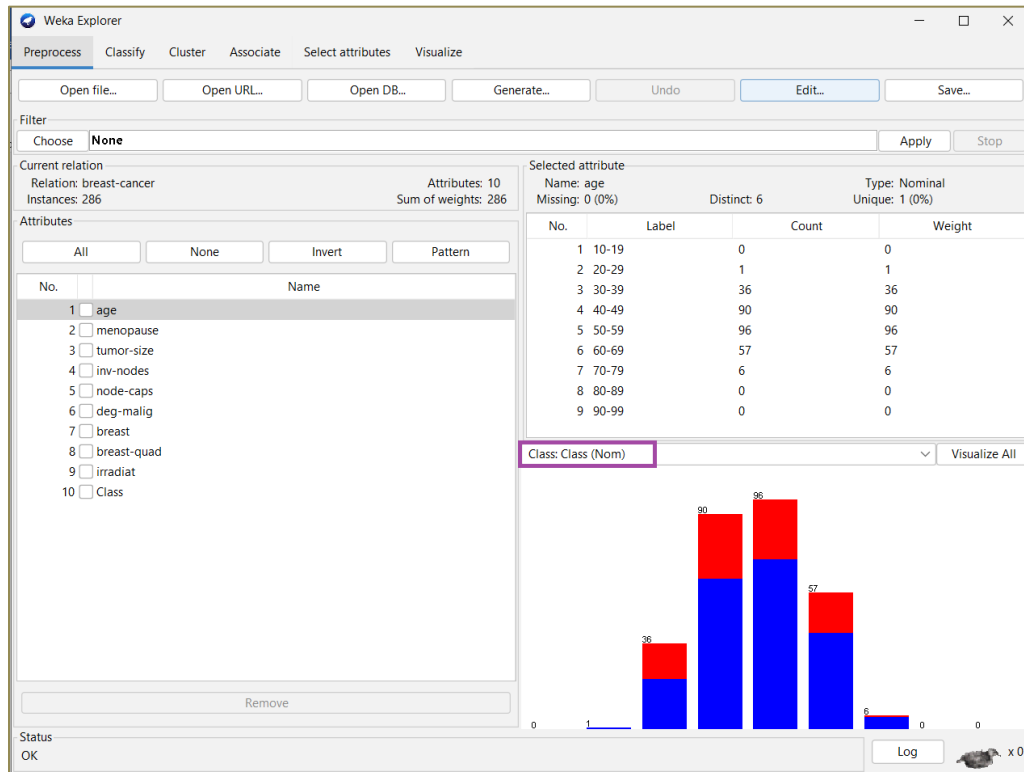 Weka Explorer
Preprocess Classify Cluster Associate Select attributes Visualize
Open file... Open URL... Open DB... Generate... Undo Edit... Save...
Filter
Choose None Apply Stop
Current relation
Relation: breast-cancer Attributes: 10
Instances: 286 Sum of weights: 286
Attributes
All None Invert Pattern
No. Name
1 age
2 menopause
3 tumor-size
4 inv-nodes
5 node-caps
6 deg-malig
7 breast
8 breast-quad
9 irradiat
10 Class
Remove
Selected attribute
Name: age Type: Nominal
Missing: 0 (0%) Distinct: 6 Unique: 1 (0%)
No. Label Count Weight
1 10-19 0 0
2 20-29 1 1
3 30-39 36 36
4 40-49 90 90
5 50-59 96 96
6 60-69 57 57
7 70-79 6 6
8 80-89 0 0
9 90-99 0 0
Class: Class (Nom) Visualize All
0 1 36 90 96 57 6 0 0
Status
OK
Log x 0